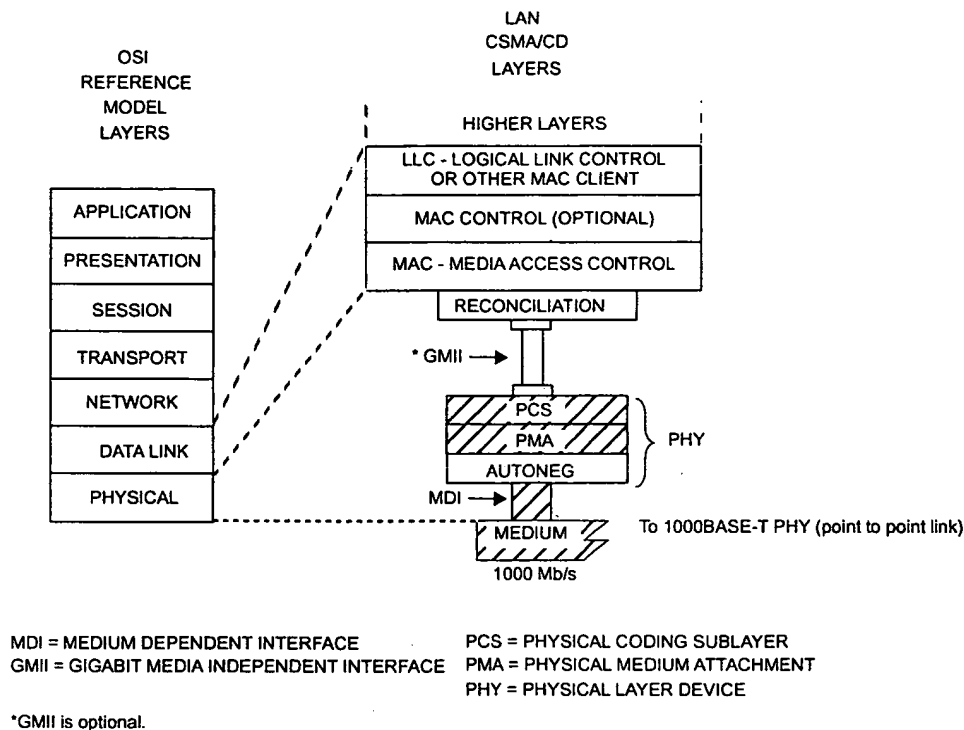 OSI
REFERENCE
MODEL
LAYERS
APPLICATION
PRESENTATION
SESSION
TRANSPORT
NETWORK
DATA LINK
PHYSICAL
LAN
CSMA/CD
LAYERS
HIGHER LAYERS
LLC - LOGICAL LINK CONTROL
OR OTHER MAC CLIENT
MAC CONTROL (OPTIONAL)
MAC - MEDIA ACCESS CONTROL
RECONCILIATION
* GMII
PCS
PMA
AUTONEG
PHY
MDI
MEDIUM
To 1000BASE-T PHY (point to point link)
1000 Mb/s
MDI = MEDIUM DEPENDENT INTERFACE
GMII = GIGABIT MEDIA INDEPENDENT INTERFACE
PCS = PHYSICAL CODING SUBLAYER
PMA = PHYSICAL MEDIUM ATTACHMENT
PHY = PHYSICAL LAYER DEVICE
*GMII is optional.